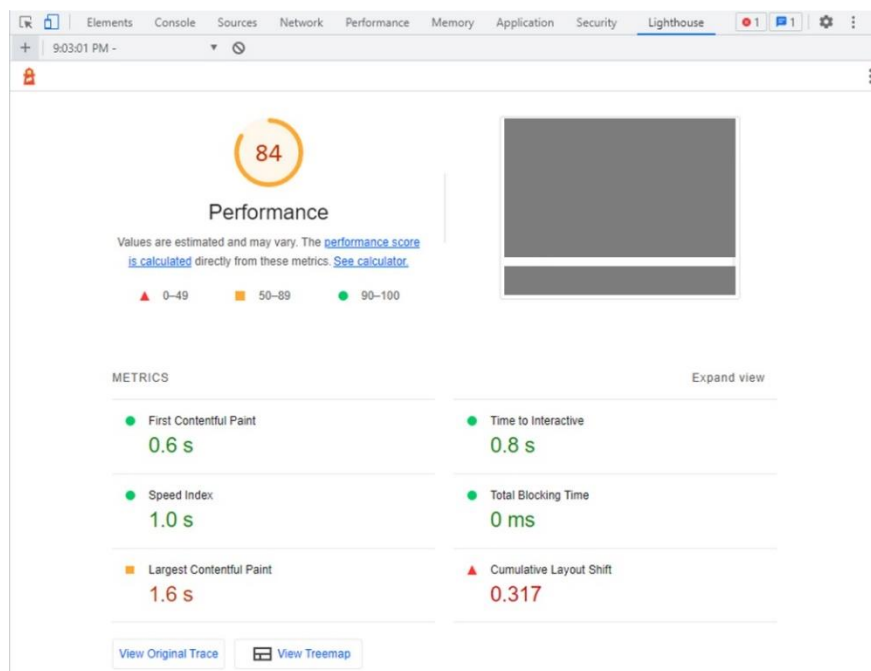 Elements Console Sources Network Performance Memory Application Security Lighthouse 1 1
9:03:01 PM -
84
Performance
Values are estimated and may vary. The performance score
is calculated directly from these metrics. See calculator.
0–49 50–89 90–100
METRICS Expand view
First Contentful Paint Time to Interactive
0.6 s 0.8 s
Speed Index Total Blocking Time
1.0 s 0 ms
Largest Contentful Paint Cumulative Layout Shift
1.6 s 0.317
View Original Trace View Treemap